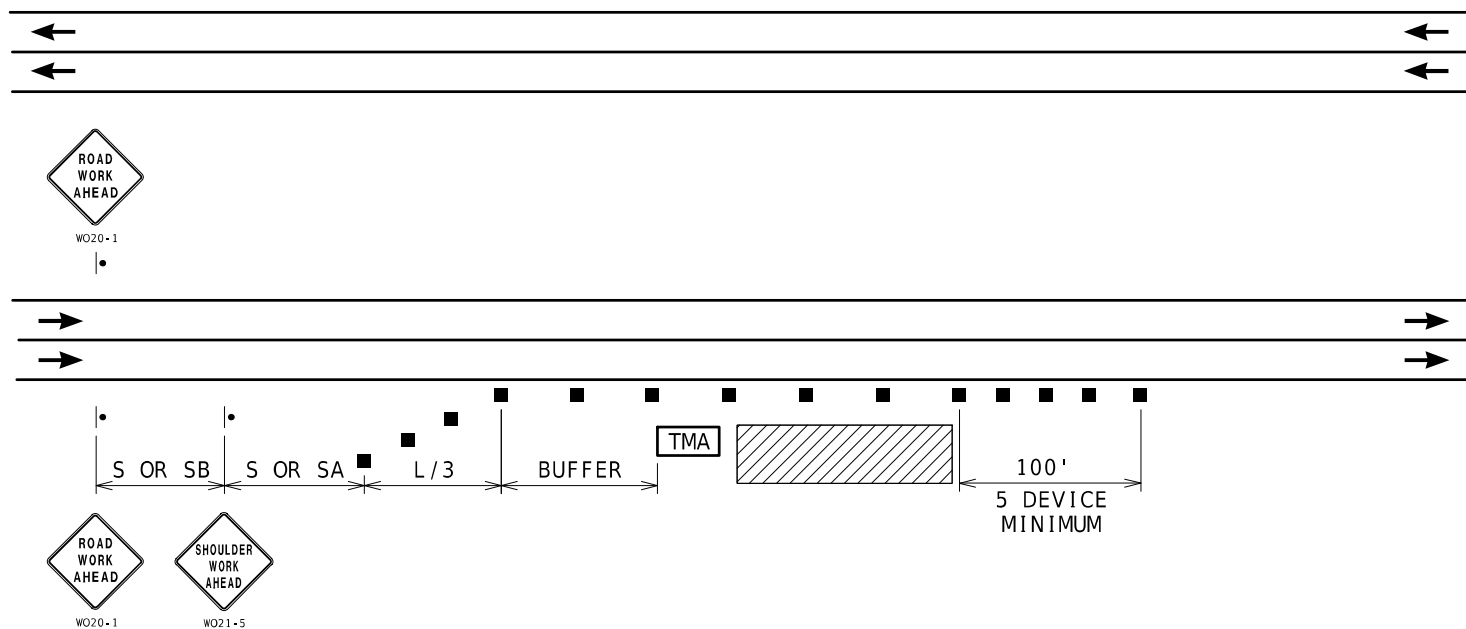 ROAD
WORK
AHEAD
WO20-1
TMA
S OR SB
S OR SA
L/3
BUFFER
100'
5 DEVICE
MINIMUM
ROAD
WORK
AHEAD
WO20-1
SHOULDER
WORK
AHEAD
WO21-5